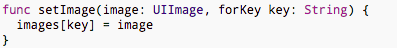 func setImage(image: UIImage, forKey key: String) {
  images[key] = image
}